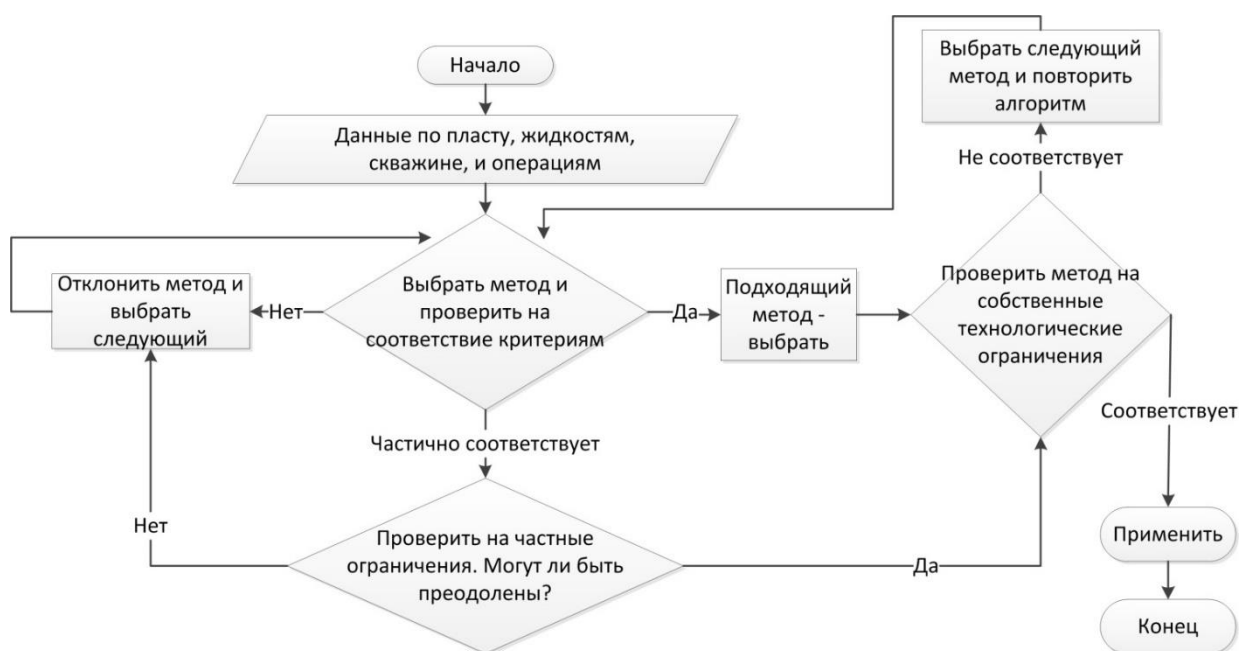 Начало
Данные по пласту, жидкостям,
скважине, и операциям
Выбрать следующий
метод и повторить
алгоритм
Не соответствует
Отклонить метод и
выбрать
следующий
Нет
Выбрать метод и
проверить на
соответствие критериям
Да
Подходящий
метод -
выбрать
Проверить метод на
собственные
технологические
ограничения
Соответствует
Частично соответствует
Нет
Проверить на частные
ограничения. Могут ли быть
преодолены?
Да
Применить
Конец